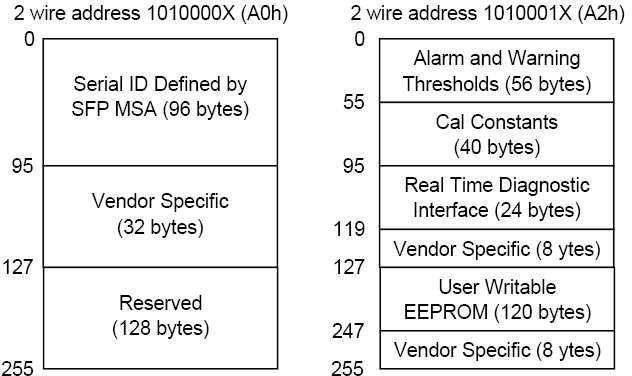 2 wire address 1010000X (A0h)
0
Serial ID Defined by
SFP MSA (96 bytes)
95
Vendor Specific
(32 bytes)
127
Reserved
(128 bytes)
255
2 wire address 1010001X (A2h)
0
Alarm and Warning
Thresholds (56 bytes)
55
Cal Constants
(40 bytes)
95
Real Time Diagnostic
Interface (24 bytes)
119
Vendor Specific (8 ytes)
127
User Writable
EEPROM (120 bytes)
247
Vendor Specific (8 ytes)
255